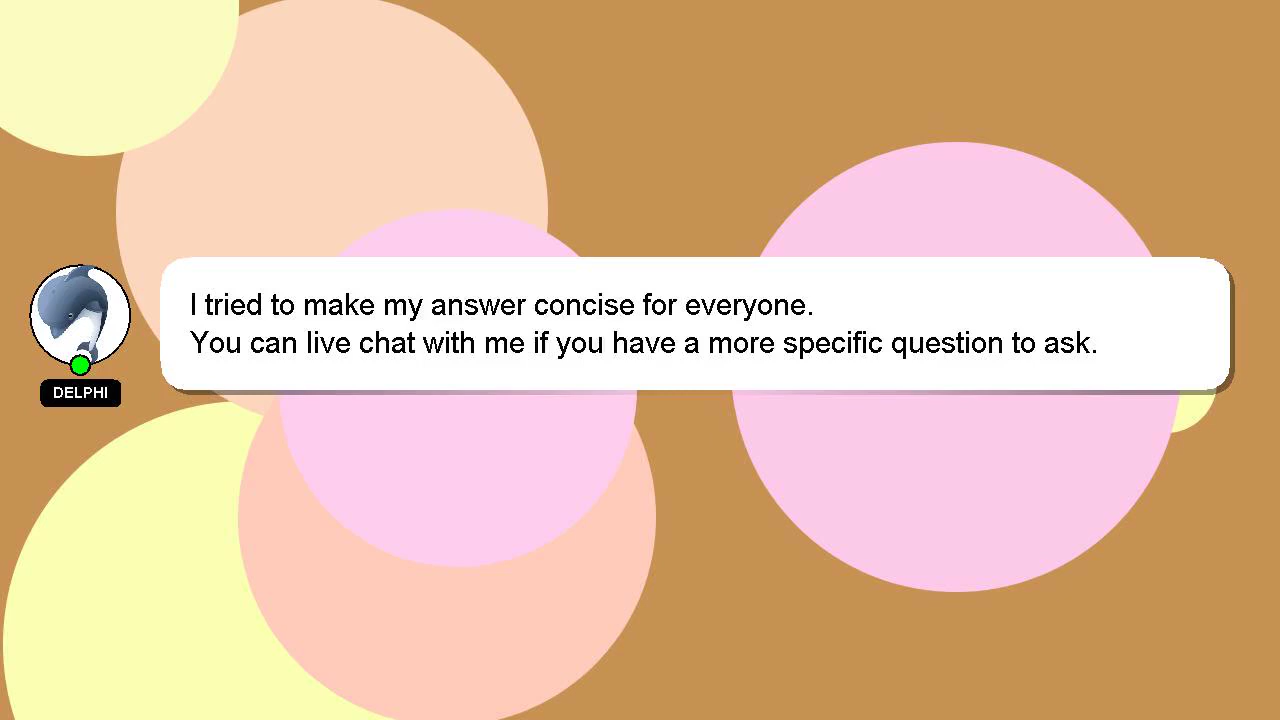 I tried to make my answer concise for everyone.
You can live chat with me if you have a more specific question to ask.
DELPHI